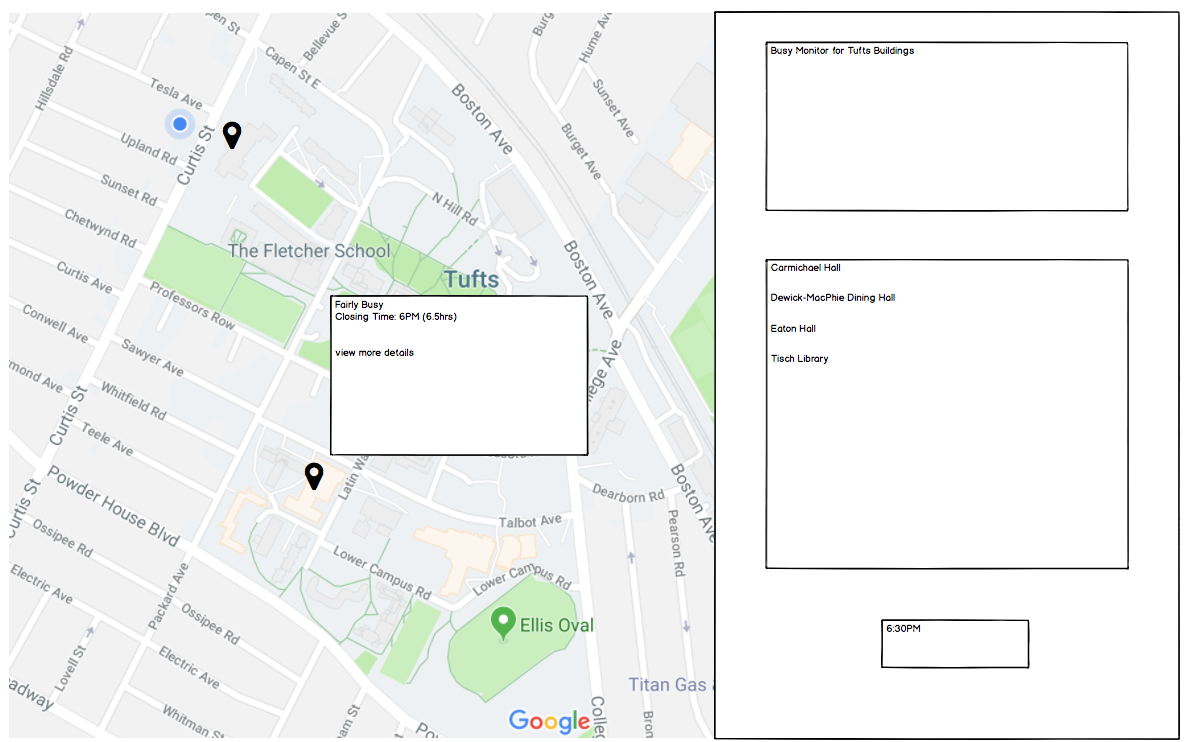 pen St
Bellevue S
Hillsdale Rd
Capen St E
Burg
Hume Ave
Tesla Ave
Boston Ave
Sunset Ave
Curtis St
Upland Rd
Burget Ave
Sunset Rd
N Hill Rd
Chetwynd Rd
The Fletcher School
Tufts
Boston Ave
Curtis Ave
Professors Row
Fairly Busy
Closing Time: 6PM (6.5hrs)
view more details
Conwell Ave
Sawyer Ave
llege Ave
mond Ave
Whitfield Rd
Curtis St
Teele Ave
Latin Wa
Boston Ave
Powder House Blvd
Curtis St
Dearborn Rd
Talbot Ave
Pearson Rd
Ossipee Rd
Lower Campus Rd
Lower Campus Rd
Electric Ave
Packard Ave
Ossipee Rd
Ellis Oval
Lovell St
Electric Ave
Titan Gas
adway
Whitman St
am St
Google
Colleg
Bron
Po
Busy Monitor for Tufts Buildings
Carmichael Hall
Dewick-MacPhie Dining Hall
Eaton Hall
Tisch Library
6:30PM